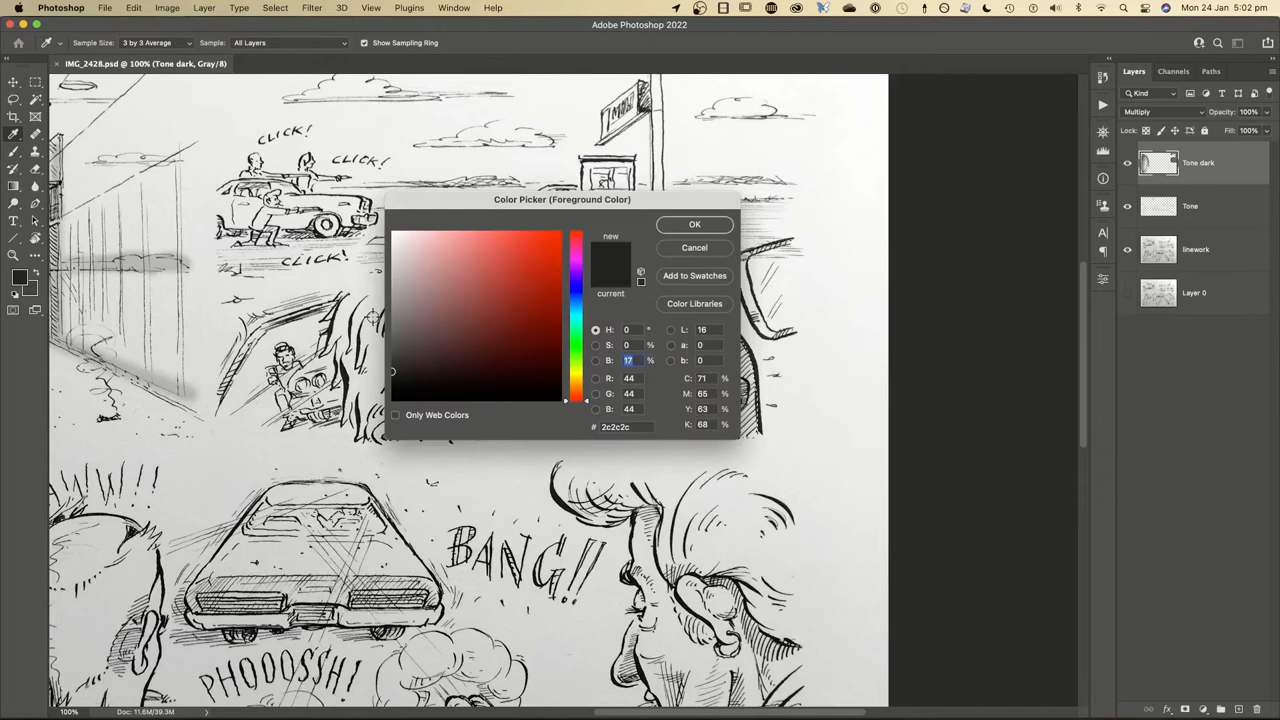 Photoshop File Edit Image Layer Type Select Filter 3D View Plugins Window Help Mon 24 Jan 5:02 pm
Adobe Photoshop 2022
Sample Size: 3 by 3 Average Sample: All Layers Show Sampling Ring
IMG_2428.psd @ 100% (Tone dark, Gray/8)
Layers Channels Paths
Kind
Multiply Opacity: 100%
Lock: Fill: 100%
Tone dark
Tone
linework
Layer 0
CLICK!
CLICK!
CLICK!
Color Picker (Foreground Color)
new
current
OK
Cancel
Add to Swatches
Color Libraries
H: 0 ° L: 16
S: 0 % a: 0
B: 17 % b: 0
R: 44 C: 71 %
G: 44 M: 65 %
B: 44 Y: 63 %
# 2c2c2c K: 68 %
Only Web Colors
BANG!!
PHOOOSSH!
100% Doc: 11.6M/39.3M